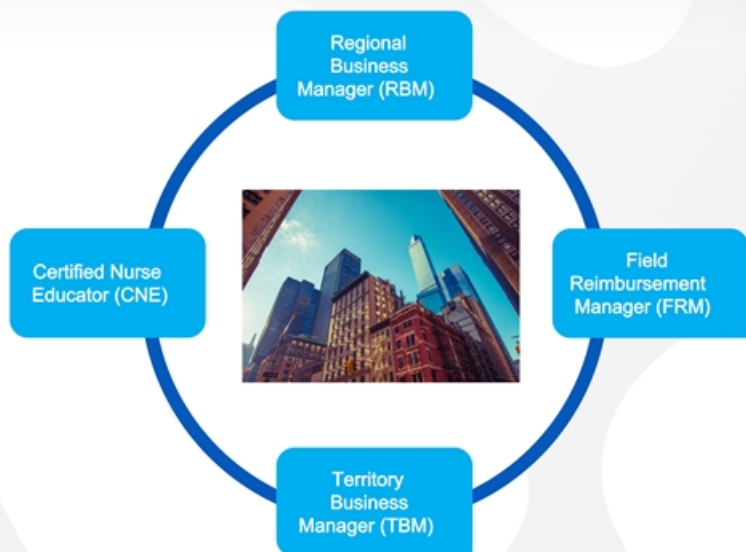 Regional
Business
Manager (RBM)
Certified Nurse
Educator (CNE)
Field
Reimbursement
Manager (FRM)
Territory
Business
Manager (TBM)